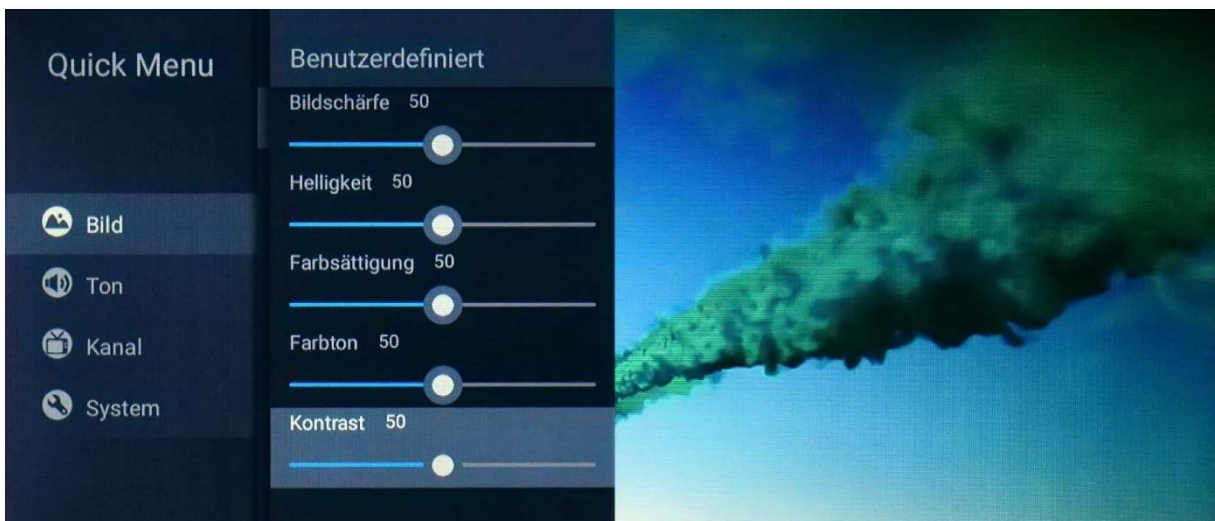 Quick Menu
Bild
Ton
Kanal
System
Benutzerdefiniert
Bildschärfe 50
Helligkeit 50
Farbsättigung 50
Farbton 50
Kontrast 50